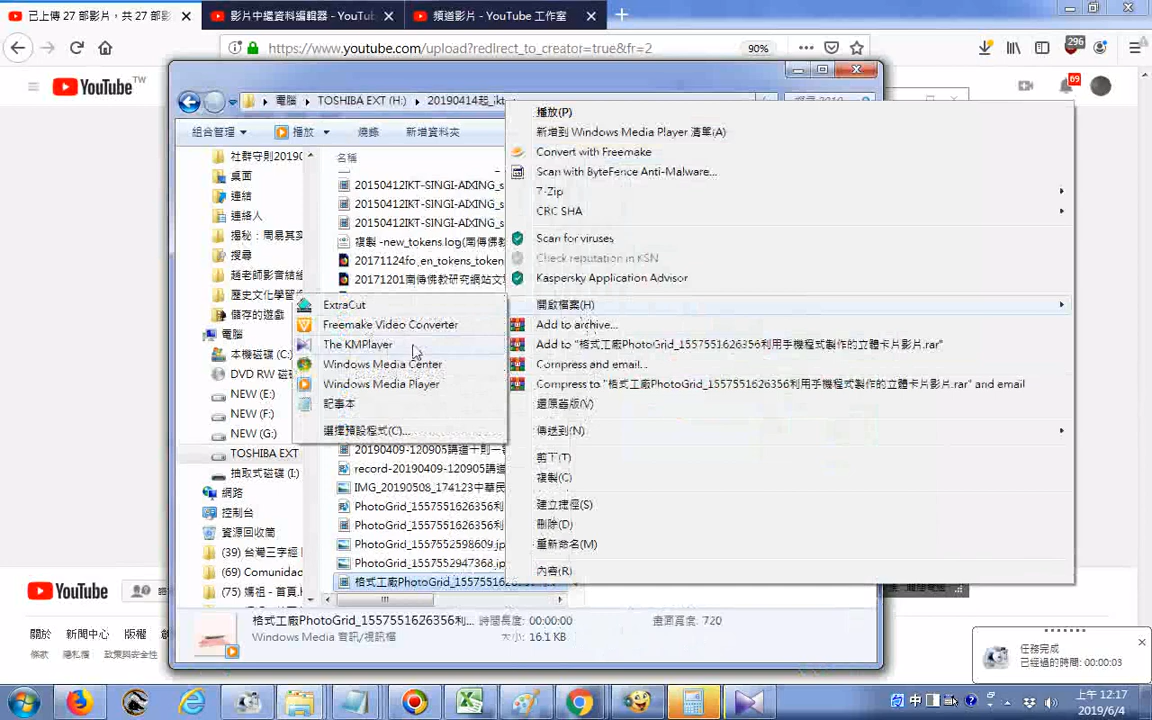 已上傳 27 部影片，共 27 部影
影片中繼資料編輯器 - YouTub
頻道影片 - YouTube 工作室
https://www.youtube.com/upload?redirect_to_creator=true&fr=2
90%
296
YouTube TW
69
電腦 TOSHIBA EXT (H:) 20190414起_ikt
組合管理 播放 燒錄 新增資料夾
名稱
社群守則2019
桌面
連結
連絡人
揭秘：周易其實
搜尋
趙老師影音結
歷史文化學習
儲存的遊戲
電腦
本機磁碟 (C:
DVD RW 磁碟
NEW (E:)
NEW (F:)
NEW (G:)
TOSHIBA EXT
抽取式磁碟 (I:)
網路
控制台
資源回收筒
(39) 台灣三字經
(69) Comunidad
(75) 媽祖 - 首頁
20150412IKT-SINGI-AIXING_s
20150412IKT-SINGI-AIXING_s
20150412IKT-SINGI-AIXING_s
複製 -new_tokens.log(南傳佛教
20171124fo_en_tokens_token
20171201南傳佛教研究網站文
20190409-120905講道十則一
record-20190409-120905講道
IMG_20190508_174123中華民
PhotoGrid_1557551626356利
PhotoGrid_1557551626356利
PhotoGrid_1557552598609.jp
PhotoGrid_1557552947368.jp
格式工廠PhotoGrid_1557551626356
播放(P)
新增到 Windows Media Player 清單(A)
Convert with Freemake
Scan with ByteFence Anti-Malware...
7-Zip
CRC SHA
Scan for viruses
Check reputation in KSN
Kaspersky Application Advisor
開啟檔案(H)
Add to archive...
Add to "格式工廠PhotoGrid_1557551626356利用手機程式製作的立體卡片影片.rar"
Compress and email...
Compress to "格式工廠PhotoGrid_1557551626356利用手機程式製作的立體卡片影片.rar" and email
還原舊版(V)
傳送到(N)
剪下(T)
複製(C)
建立捷徑(S)
刪除(D)
重新命名(M)
內容(R)
ExtraCut
Freemake Video Converter
The KMPlayer
Windows Media Center
Windows Media Player
記事本
選擇預設程式(C)...
格式工廠PhotoGrid_1557551626356利... 時間長度: 00:00:00 畫面寬度: 720
Windows Media 音訊/視訊檔 大小: 16.1 KB
YouTube
關於 新聞中心 版權
條款 隱私權 政策與安全性
任務完成
已經過的時間: 00:00:03
中
上午 12:17
2019/6/4